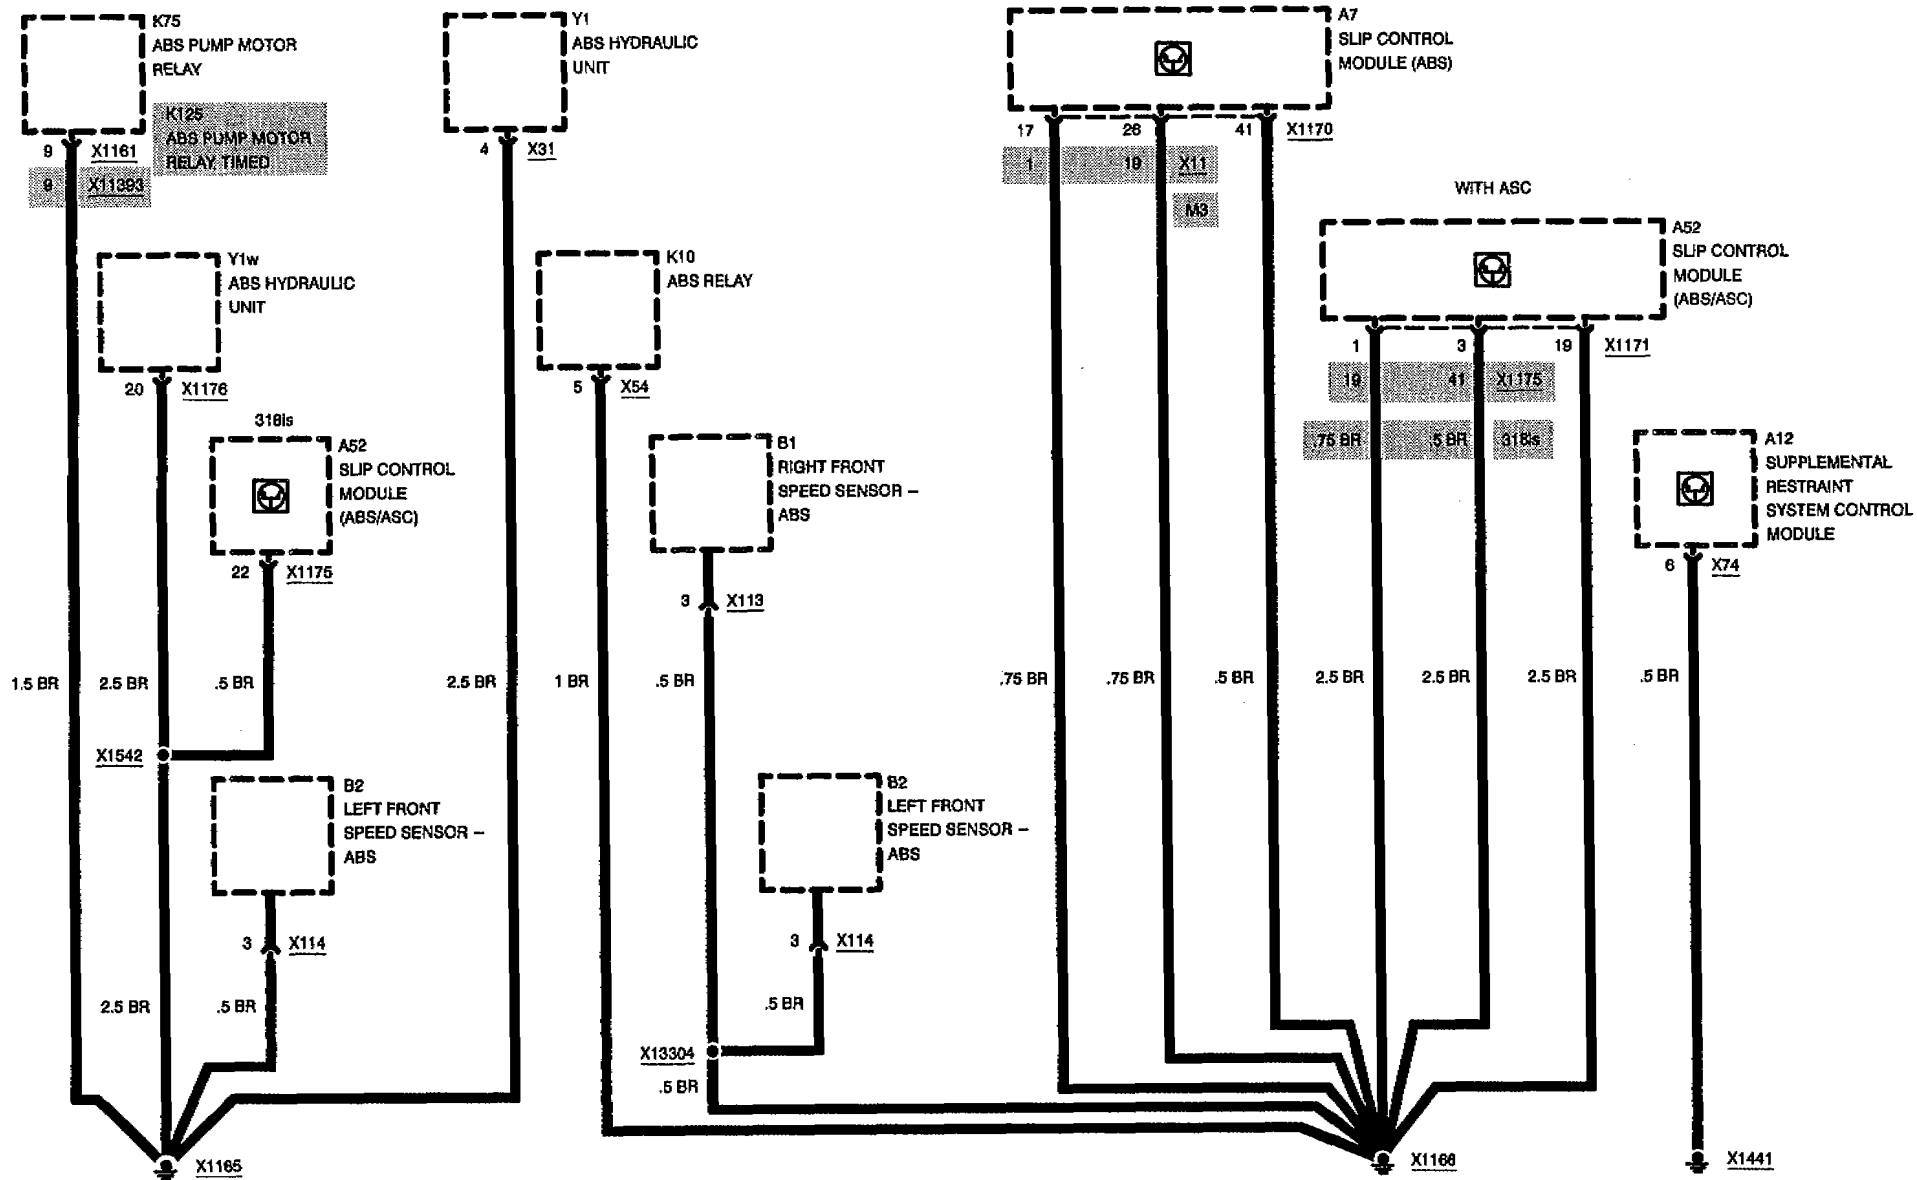 K75
ABS PUMP MOTOR
RELAY
K125
ABS PUMP MOTOR
RELAY, TIMED
9 X1161
9 X11393
Y1
ABS HYDRAULIC
UNIT
4 X31
A7
SLIP CONTROL
MODULE (ABS)
17 26 41 X1170
1 19 X11
M3
WITH ASC
A52
SLIP CONTROL
MODULE
(ABS/ASC)
1 3 19 X1171
19 41 X1175
.75 BR .5 BR 318is
Y1w
ABS HYDRAULIC
UNIT
20 X1176
K10
ABS RELAY
5 X54
318is
A52
SLIP CONTROL
MODULE
(ABS/ASC)
22 X1175
B1
RIGHT FRONT
SPEED SENSOR –
ABS
3 X113
A12
SUPPLEMENTAL
RESTRAINT
SYSTEM CONTROL
MODULE
6 X74
1.5 BR 2.5 BR .5 BR 2.5 BR 1 BR .5 BR .75 BR .75 BR .5 BR 2.5 BR 2.5 BR 2.5 BR .5 BR
X1542
B2
LEFT FRONT
SPEED SENSOR –
ABS
3 X114
2.5 BR .5 BR
B2
LEFT FRONT
SPEED SENSOR –
ABS
3 X114
.5 BR
X13304
.5 BR
X1165
X1166
X1441